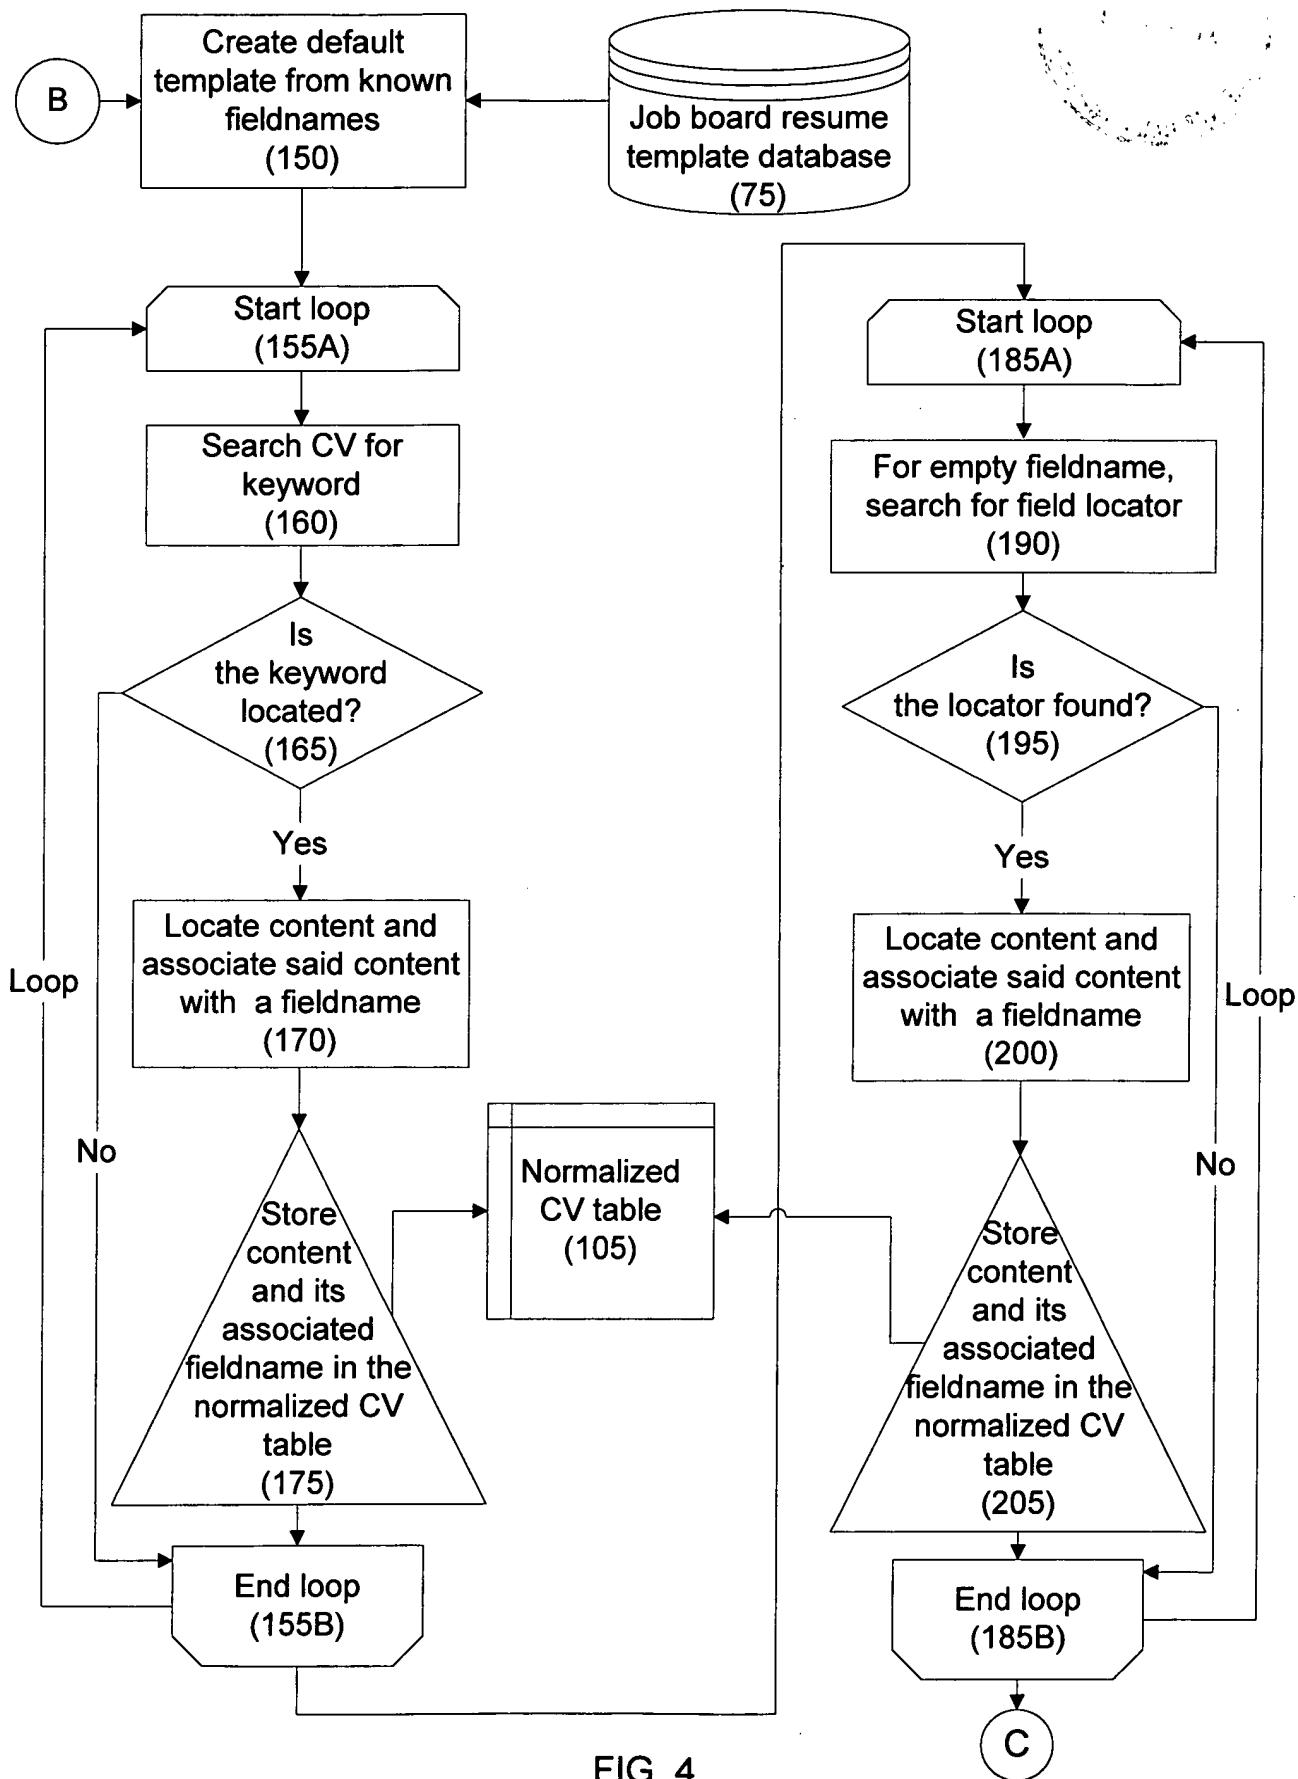 B
Create default
template from known
fieldnames
(150)
Job board resume
template database
(75)
Start loop
(155A)
Search CV for
keyword
(160)
Is
the keyword
located?
(165)
Yes
Locate content and
associate said content
with a fieldname
(170)
Loop
No
Store
content
and its
associated
fieldname in the
normalized CV
table
(175)
End loop
(155B)
Normalized
CV table
(105)
Start loop
(185A)
For empty fieldname,
search for field locator
(190)
Is
the locator found?
(195)
Yes
Locate content and
associate said content
with a fieldname
(200)
Loop
No
Store
content
and its
associated
fieldname in the
normalized CV
table
(205)
End loop
(185B)
C
FIG. 4